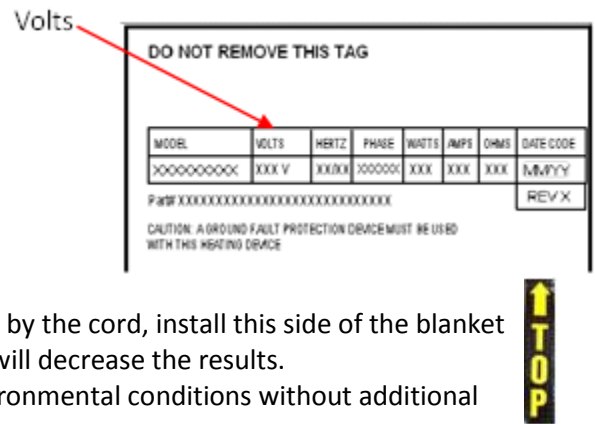 Volts
DO NOT REMOVE THIS TAG
MODEL VOLTS HERTZ PHASE WATTS AMPS OHMS DATE CODE
XXXXXXXXX XXX V XX/XX XXXXXX XXX XXX XXX MM/YY
REV X
Part# XXXXXXXXXXXXXXXXXXXXXXXXXXXXX
CAUTION: A GROUND FAULT PROTECTION DEVICE MUST BE USED
WITH THIS HEATING DEVICE
by the cord, install this side of the blanket
will decrease the results.
ronmental conditions without additional
TOP